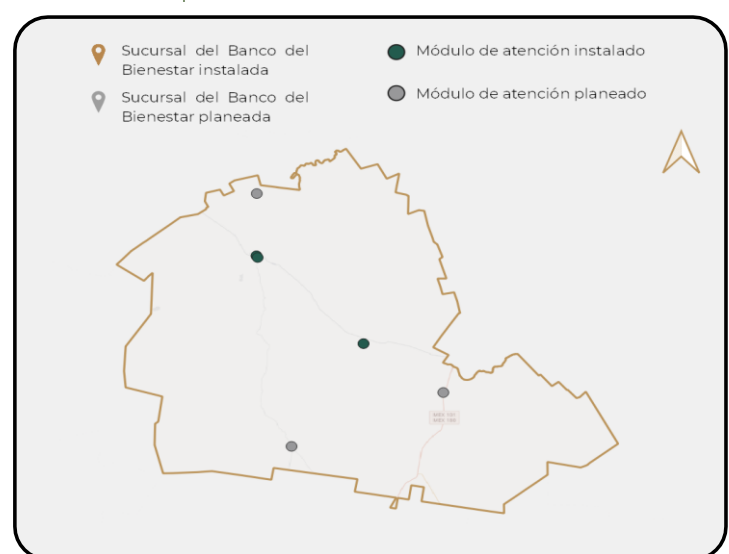 Sucursal del Banco del
Bienestar instalada
Sucursal del Banco del
Bienestar planeada
Módulo de atención instalado
Módulo de atención planeado